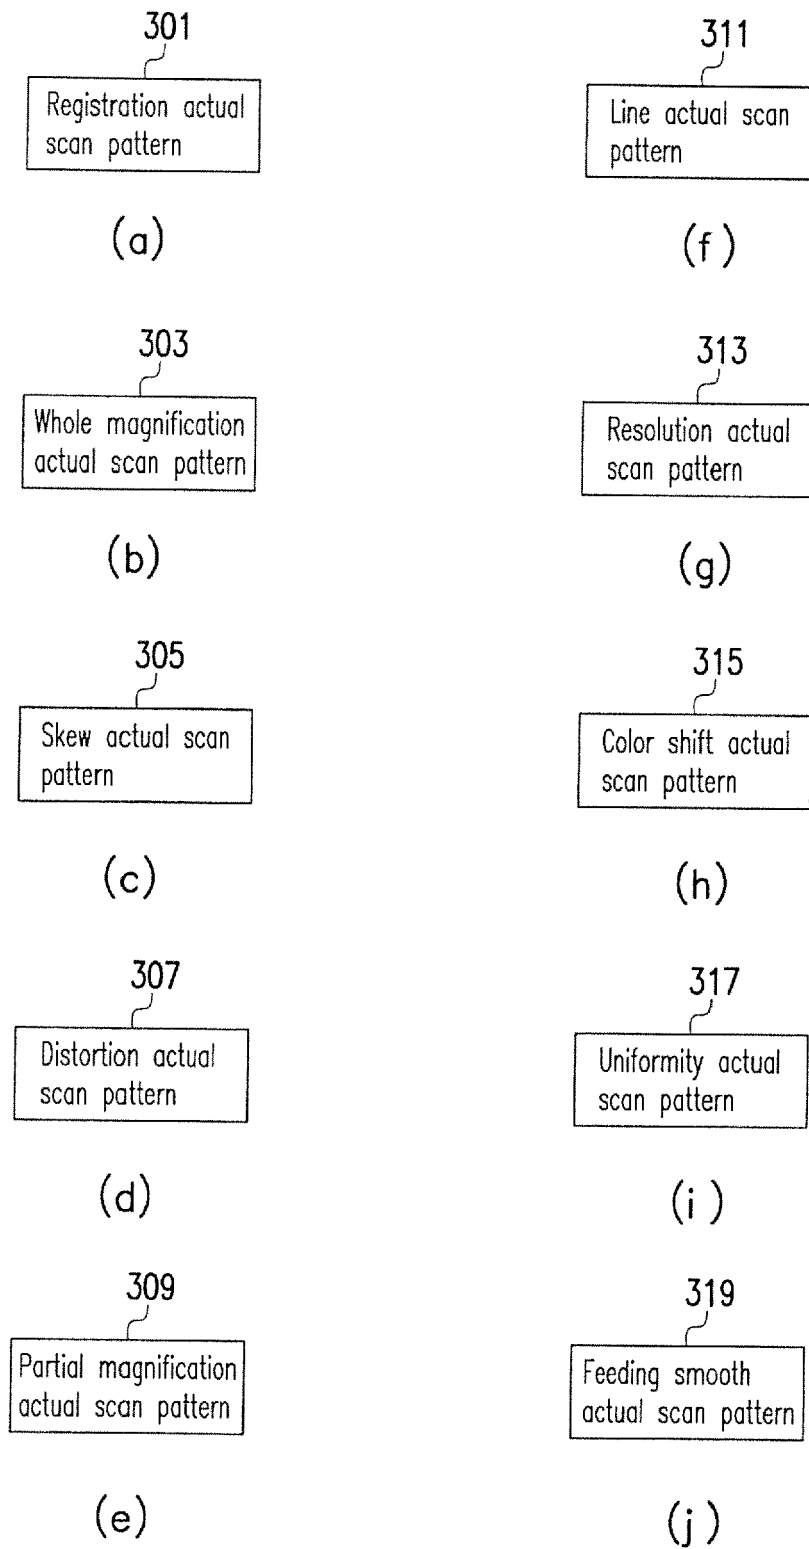 301
Registration actual
scan pattern
(a)
303
Whole magnification
actual scan pattern
(b)
305
Skew actual scan
pattern
(c)
307
Distortion actual
scan pattern
(d)
309
Partial magnification
actual scan pattern
(e)
311
Line actual scan
pattern
(f)
313
Resolution actual
scan pattern
(g)
315
Color shift actual
scan pattern
(h)
317
Uniformity actual
scan pattern
(i)
319
Feeding smooth
actual scan pattern
(j)